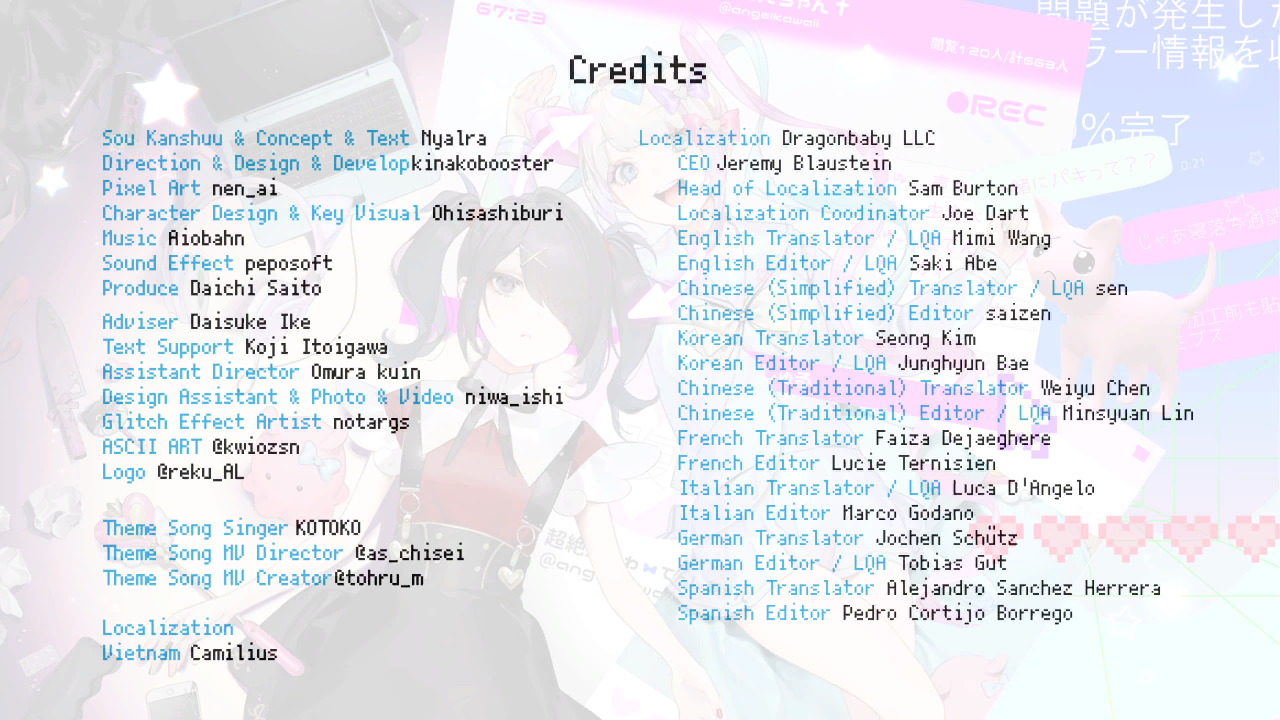 67:23
@angelkawaii
閲覧120人/計663人
REC
問題が発生した
ラー情報を収
%完了
0:21
Credits
Sou Kanshuu & Concept & Text Nyalra
Direction & Design & Developkinakobooster
Pixel Art nen_ai
Character Design & Key Visual Ohisashiburi
Music Aiobahn
Sound Effect peposoft
Produce Daichi Saito
Adviser Daisuke Ike
Text Support Koji Itoigawa
Assistant Director Omura kuin
Design Assistant & Photo & Video niwa_ishi
Glitch Effect Artist notargs
ASCII ART @kwiozsn
Logo @reku_AL
Theme Song Singer KOTOKO
Theme Song MV Director @as_chisei
Theme Song MV Creator@tohru_m
Localization
Vietnam Camilius
Localization Dragonbaby LLC
CEO Jeremy Blaustein
Head of Localization Sam Burton
Localization Coodinator Joe Dart
English Translator / LQA Mimi Wang
English Editor / LQA Saki Abe
Chinese (Simplified) Translator / LQA sen
Chinese (Simplified) Editor saizen
Korean Translator Seong Kim
Korean Editor / LQA Junghyun Bae
Chinese (Traditional) Translator Weiyu Chen
Chinese (Traditional) Editor / LQA Minsyuan Lin
French Translator Faiza Dejaeghere
French Editor Lucie Ternisien
Italian Translator / LQA Luca D'Angelo
Italian Editor Marco Godano
German Translator Jochen Schütz
German Editor / LQA Tobias Gut
Spanish Translator Alejandro Sanchez Herrera
Spanish Editor Pedro Cortijo Borrego